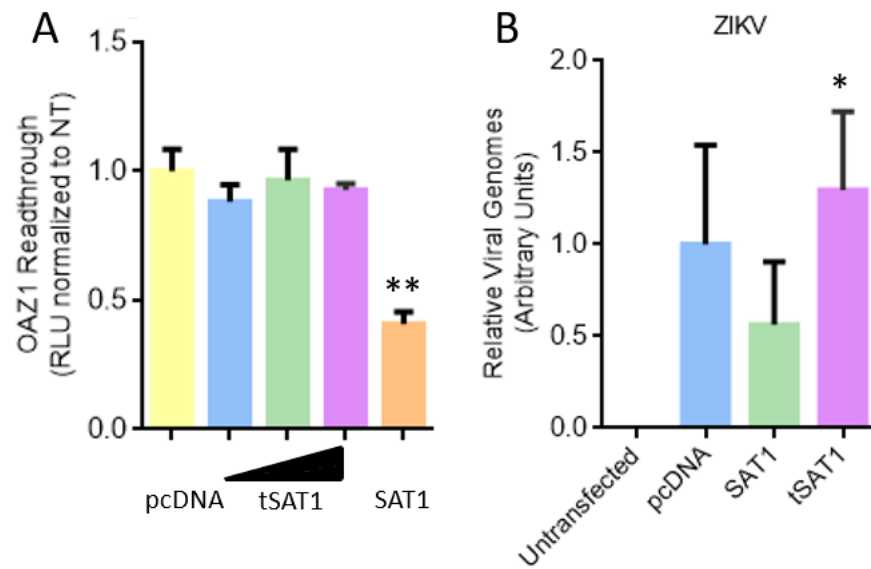 A
OAZ1 Readthrough
(RLU normalized to NT)
1.5
1.0
0.5
0.0
**
pcDNA tSAT1 SAT1
B
ZIKV
Relative Viral Genomes
(Arbitrary Units)
2.0
1.5
1.0
0.5
0.0
*
Untransfected
pcDNA
SAT1
tSAT1